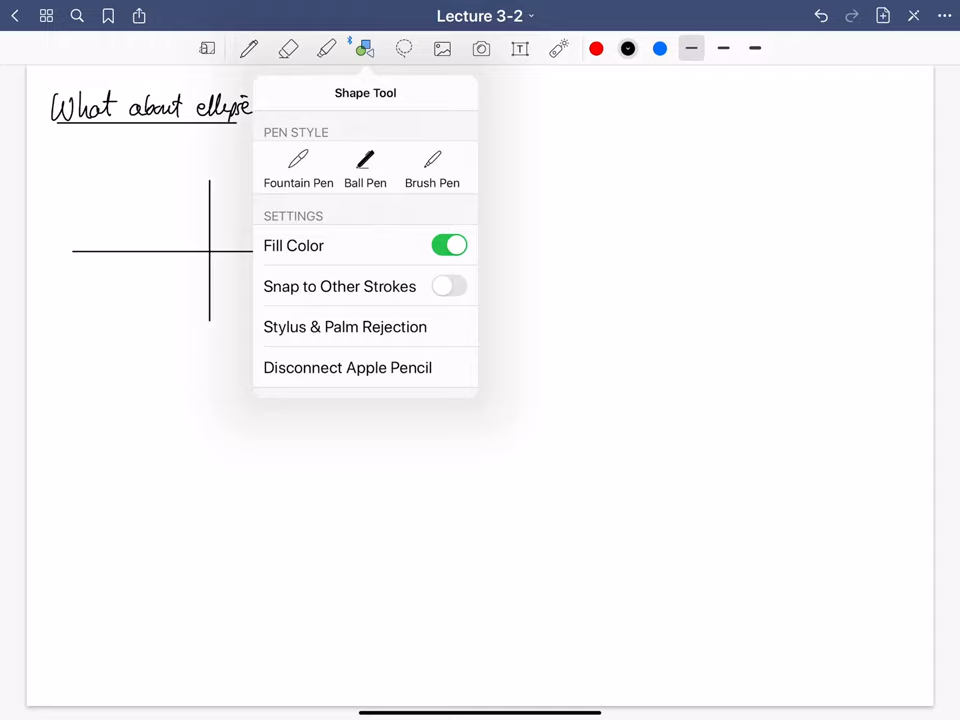 Lecture 3-2
What about ellipse
Shape Tool
PEN STYLE
Fountain Pen Ball Pen Brush Pen
SETTINGS
Fill Color
Snap to Other Strokes
Stylus & Palm Rejection
Disconnect Apple Pencil